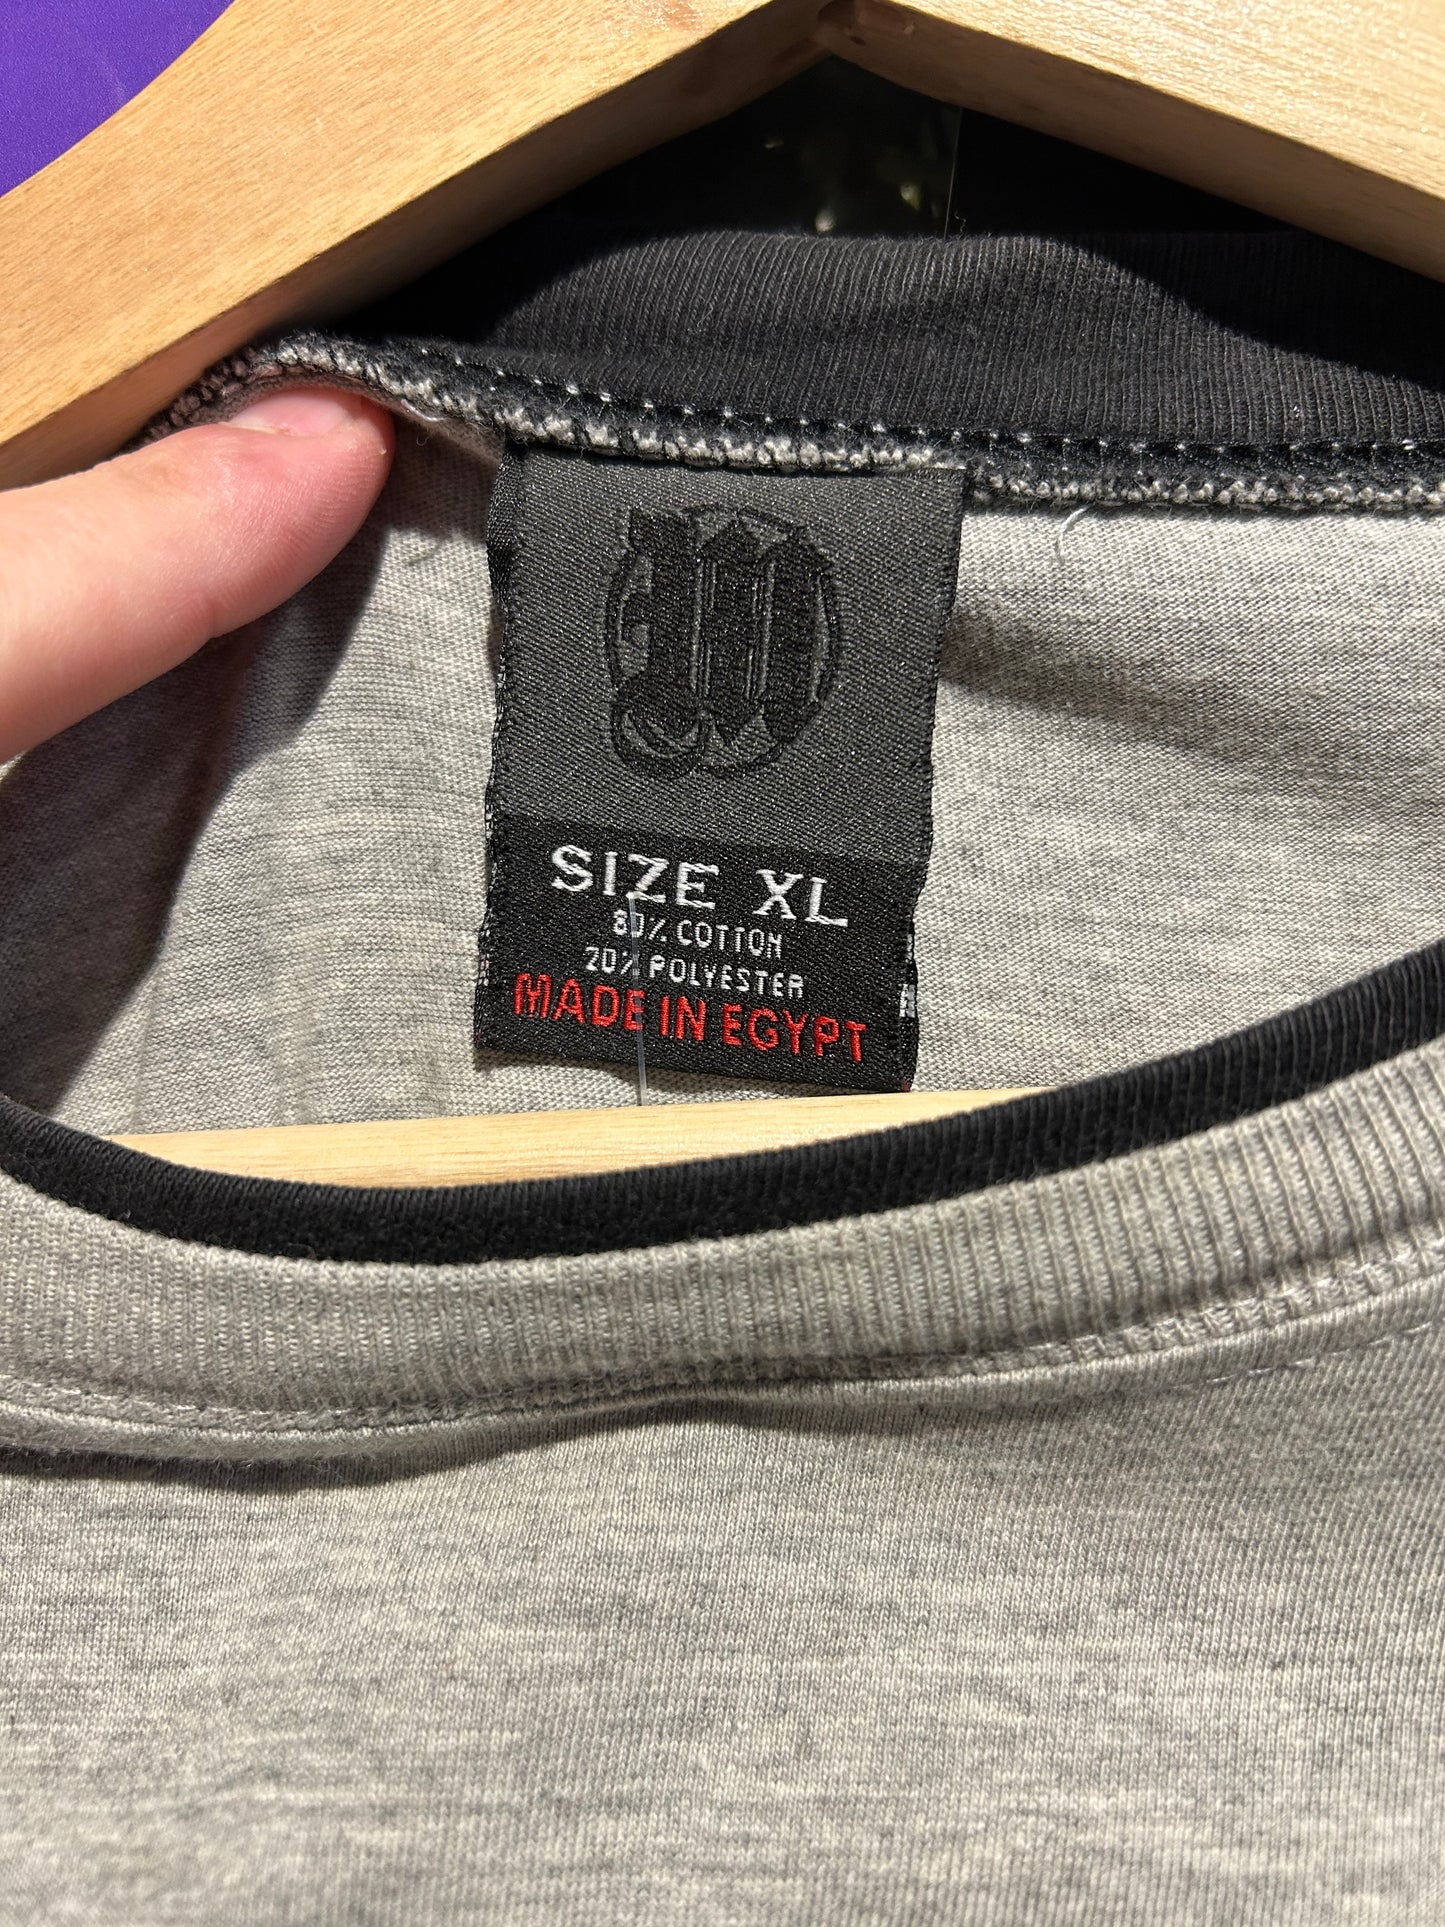 SIZE XL
80% COTTON
20% POLYESTER
MADE IN EGYPT